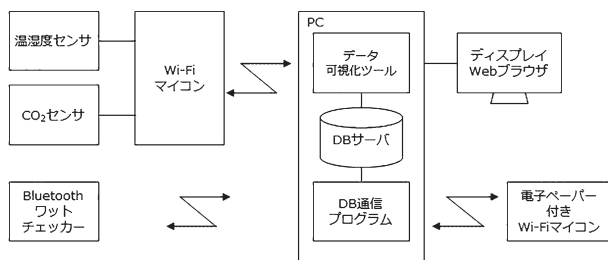 温湿度センサ
CO₂センサ
Wi-Fi
マイコン
Bluetooth
ワット
チェッカー
PC
データ
可視化ツール
DBサーバ
DB通信
プログラム
ディスプレイ
Webブラウザ
電子ペーパー
付き
Wi-Fiマイコン